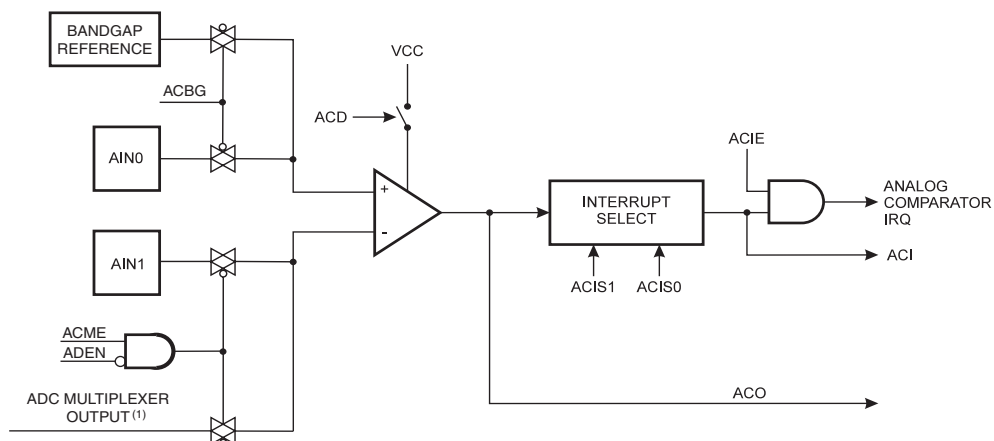 BANDGAP
REFERENCE
VCC
ACBG
ACD
ACIE
AIN0
+
-
INTERRUPT
SELECT
ANALOG
COMPARATOR
IRQ
AIN1
ACI
ACIS1
ACIS0
ACME
ADEN
ADC MULTIPLEXER
OUTPUT (1)
ACO